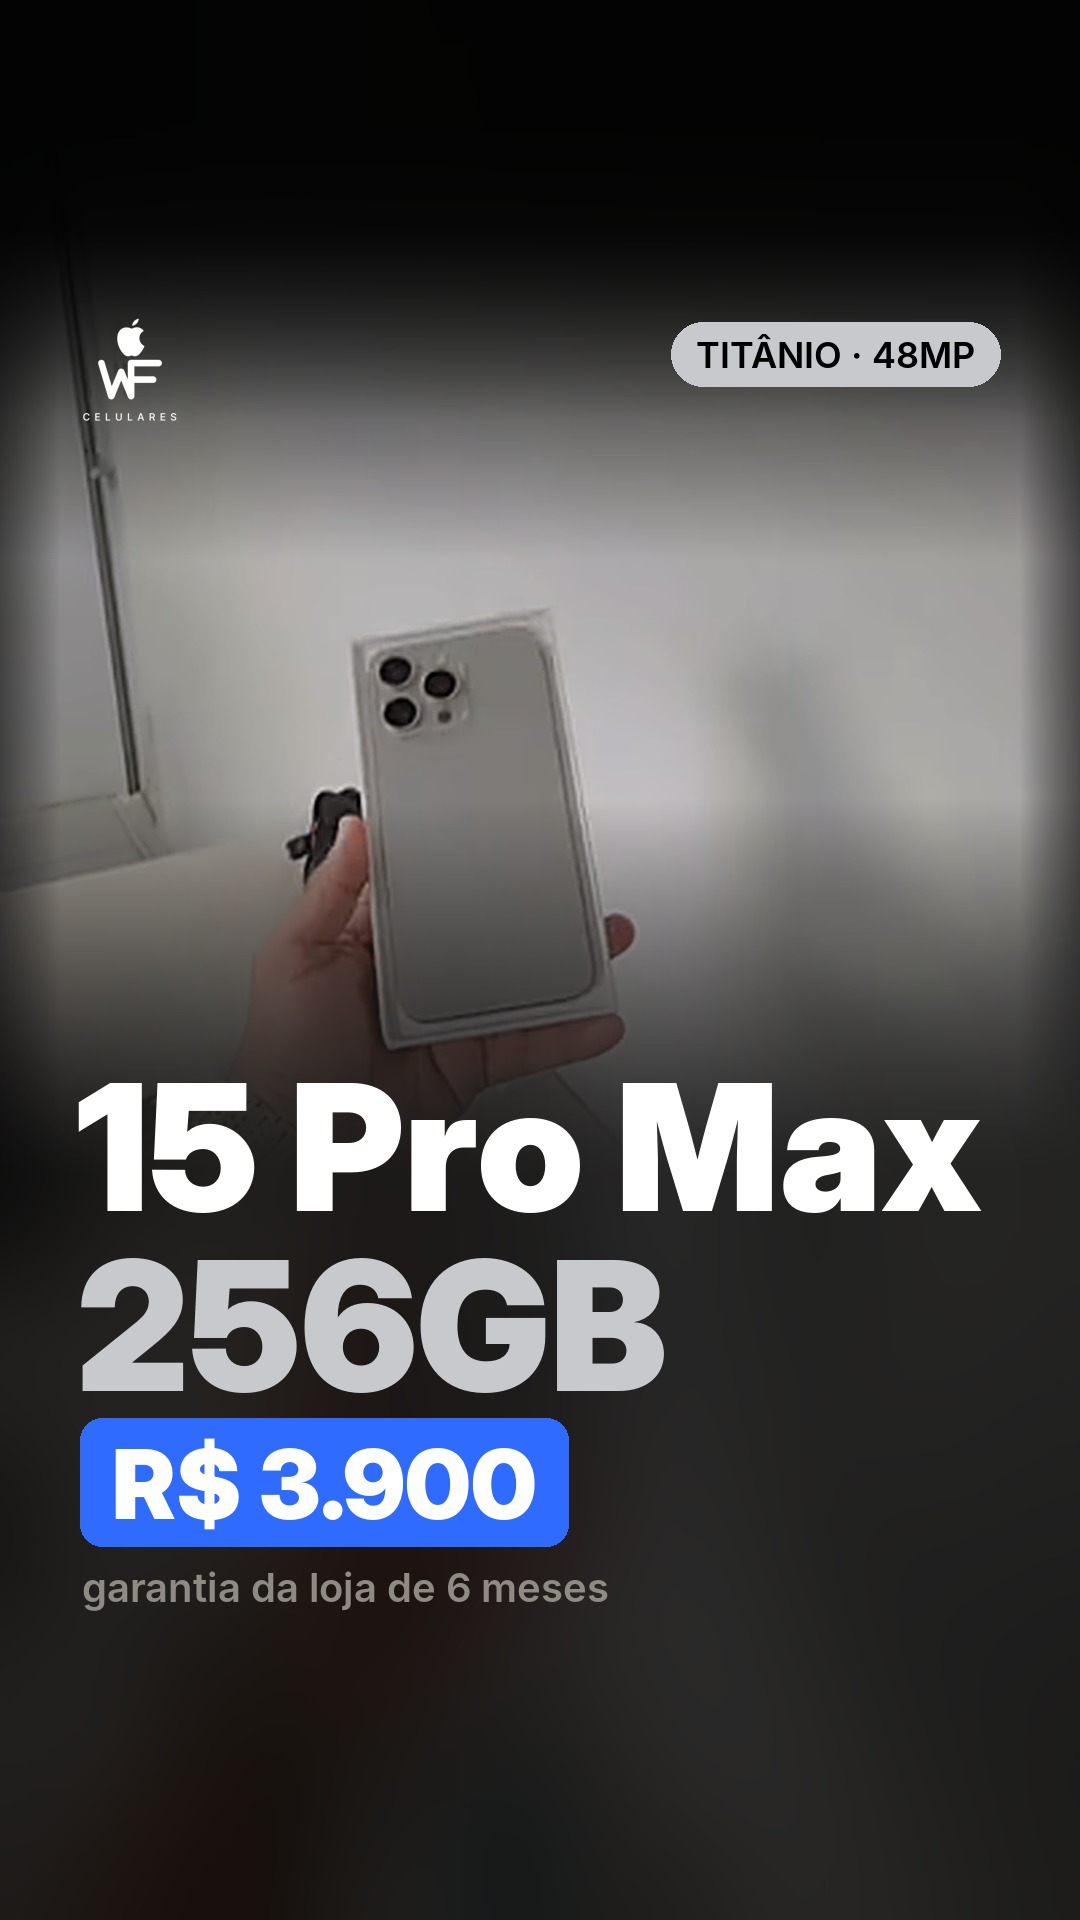 WF
CELULARES
TITÂNIO · 48MP
15 Pro Max
256GB
R$ 3.900
garantia da loja de 6 meses